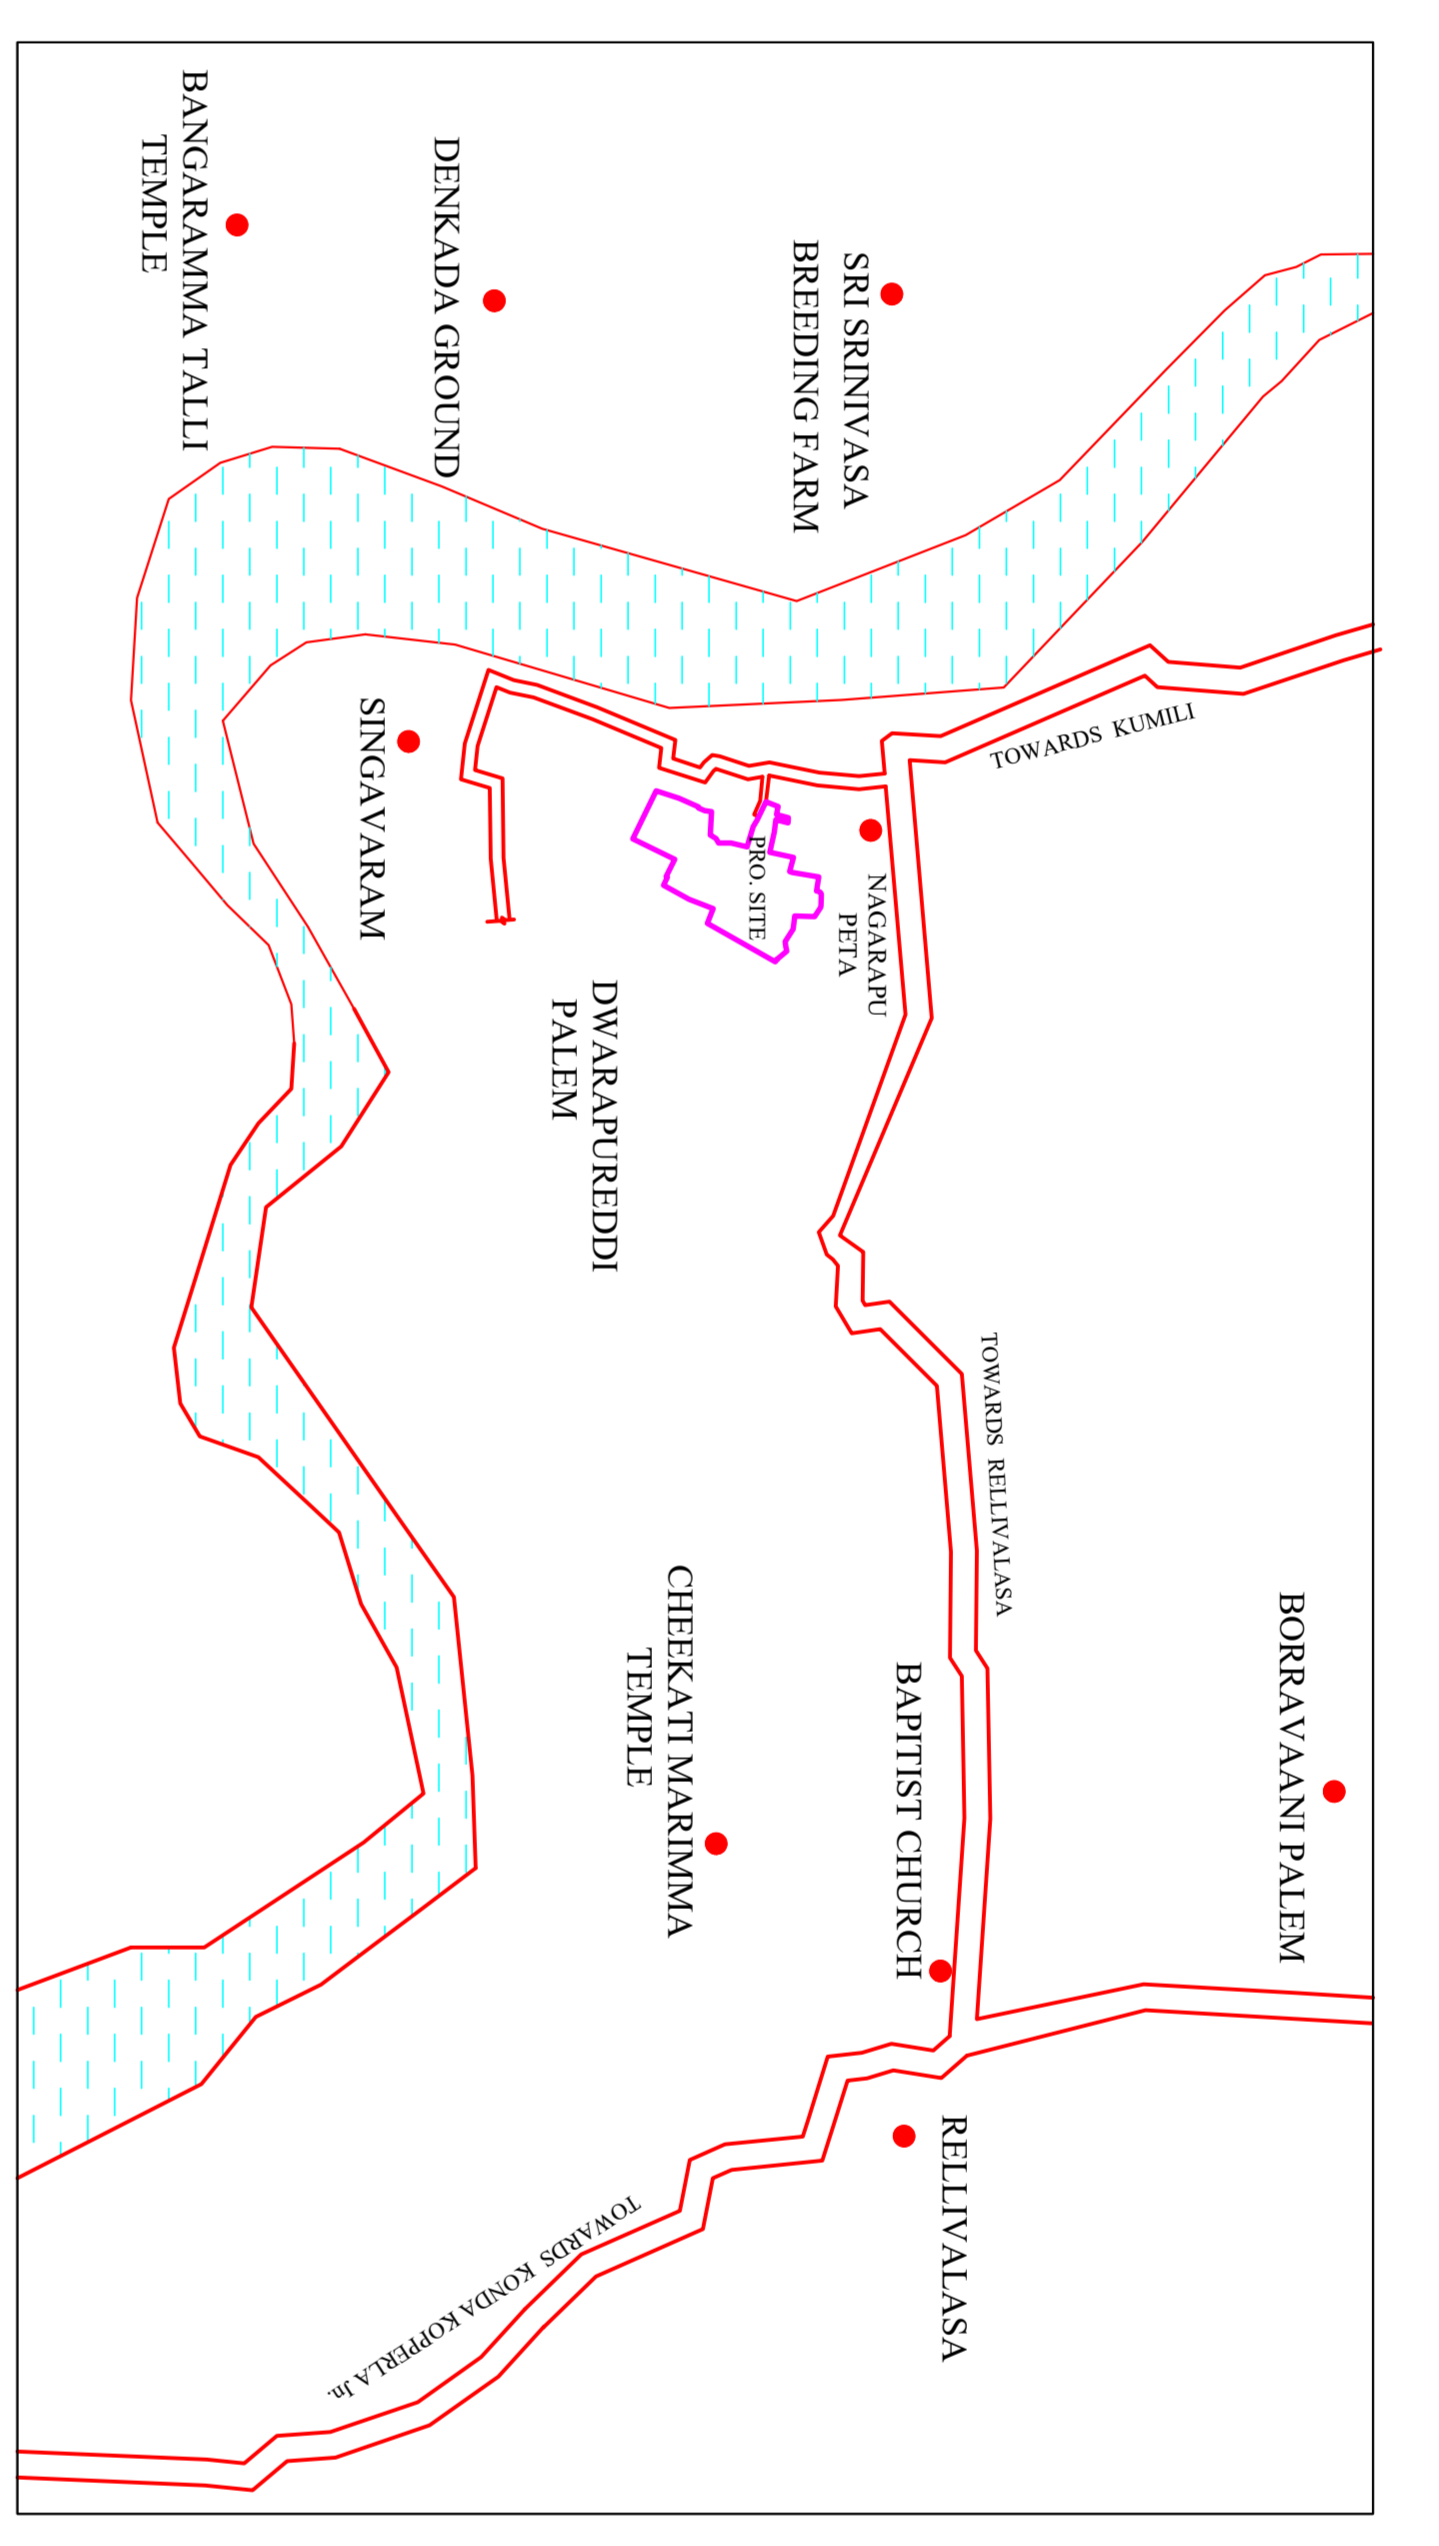 BORRAVAANI PALEM
TOWARDS KUMILI
TOWARDS RELLIVALASA
RELLIVALASA
SRI SRINIVASA
BREEDING FARM
NAGARAPU
PETA
BAPITIST CHURCH
PRO. SITE
CHEEKATI MARIMMA
TEMPLE
DWARAPUREDDI
PALEM
DENKADA GROUND
SINGAVARAM
TOWARDS KONDA KOPPERLA Jn.
BANGARAMMA TALLI
TEMPLE